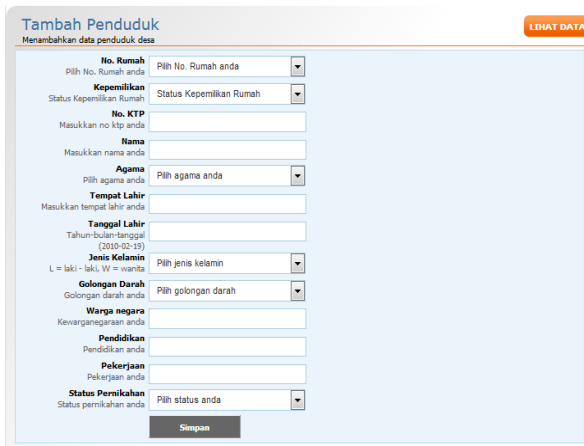 Tambah Penduduk
Menambahkan data penduduk desa
LIHAT DATA
No. Rumah
Pilih No. Rumah anda
Pilih No. Rumah anda
Kepemilikan
Status Kepemilikan Rumah
Status Kepemilikan Rumah
No. KTP
Masukkan no ktp anda
Nama
Masukkan nama anda
Agama
Pilih agama anda
Pilih agama anda
Tempat Lahir
Masukkan tempat lahir anda
Tanggal Lahir
Tahun-bulan-tanggal
(2010-02-19)
Jenis Kelamin
L = laki - laki, W = wanita
Pilih jenis kelamin
Golongan Darah
Golongan darah anda
Pilih golongan darah
Warga negara
Kewarganegaraan anda
Pendidikan
Pendidikan anda
Pekerjaan
Pekerjaan anda
Status Pernikahan
Status pernikahan anda
Pilih status anda
Simpan